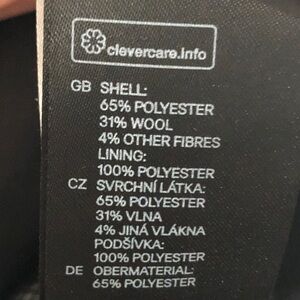 clevercare.info
GB SHELL:
65% POLYESTER
31% WOOL
4% OTHER FIBRES
LINING:
100% POLYESTER
CZ SVRCHNÍ LÁTKA:
65% POLYESTER
31% VLNA
4% JINÁ VLÁKNA
PODŠÍVKA:
100% POLYESTER
DE OBERMATERIAL:
65% POLYESTER